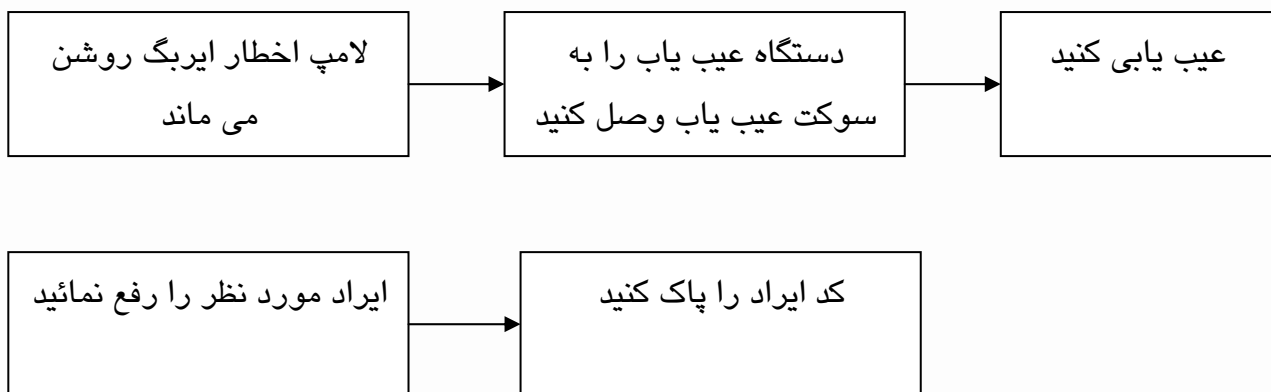 لامپ اخطار ایربگ روشن
می ماند
دستگاه عیب یاب را به
سوکت عیب یاب وصل کنید
عیب یابی کنید
ایراد مورد نظر را رفع نمائید
کد ایراد را پاک کنید